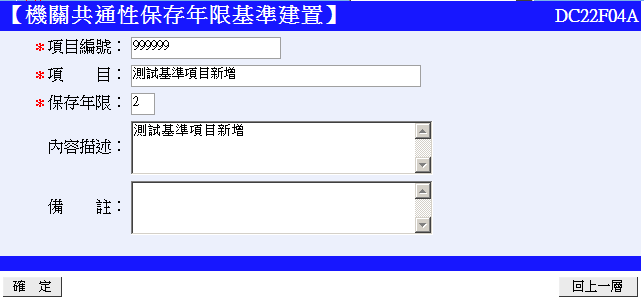 【機關共通性保存年限基準建置】 DC22F04A
*項目編號： 999999
*項　　目： 測試基準項目新增
*保存年限： 2
內容描述： 測試基準項目新增
備　　註：
確　定 回上一層